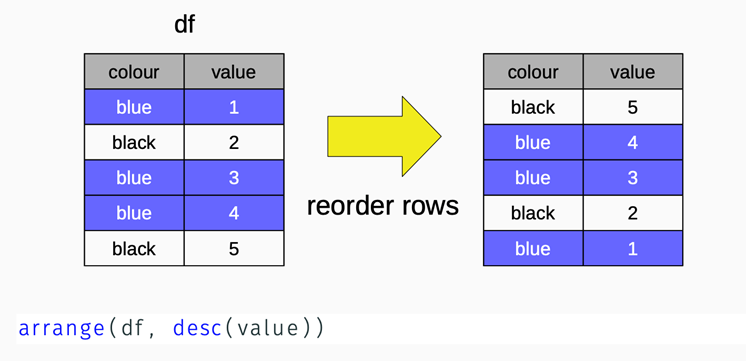 df
colour value
blue 1
black 2
blue 3
blue 4
black 5
reorder rows
colour value
black 5
blue 4
blue 3
black 2
blue 1
arrange(df, desc(value))